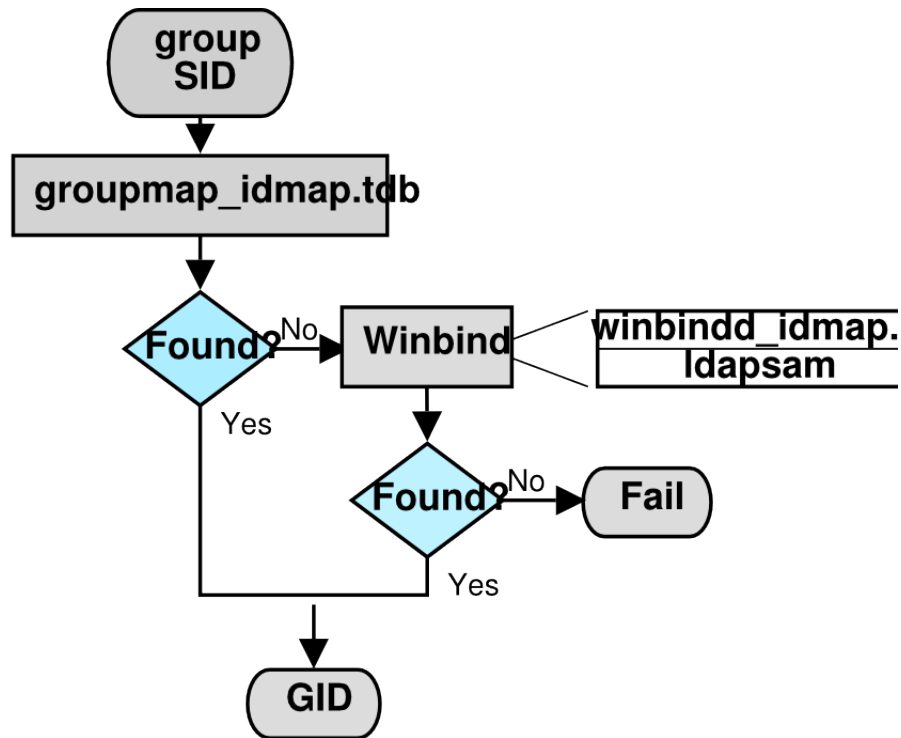 group
SID
groupmap_idmap.tdb
Found?
No
Winbind
winbindd_idmap.
ldapsam
Yes
Found?
No
Fail
Yes
GID